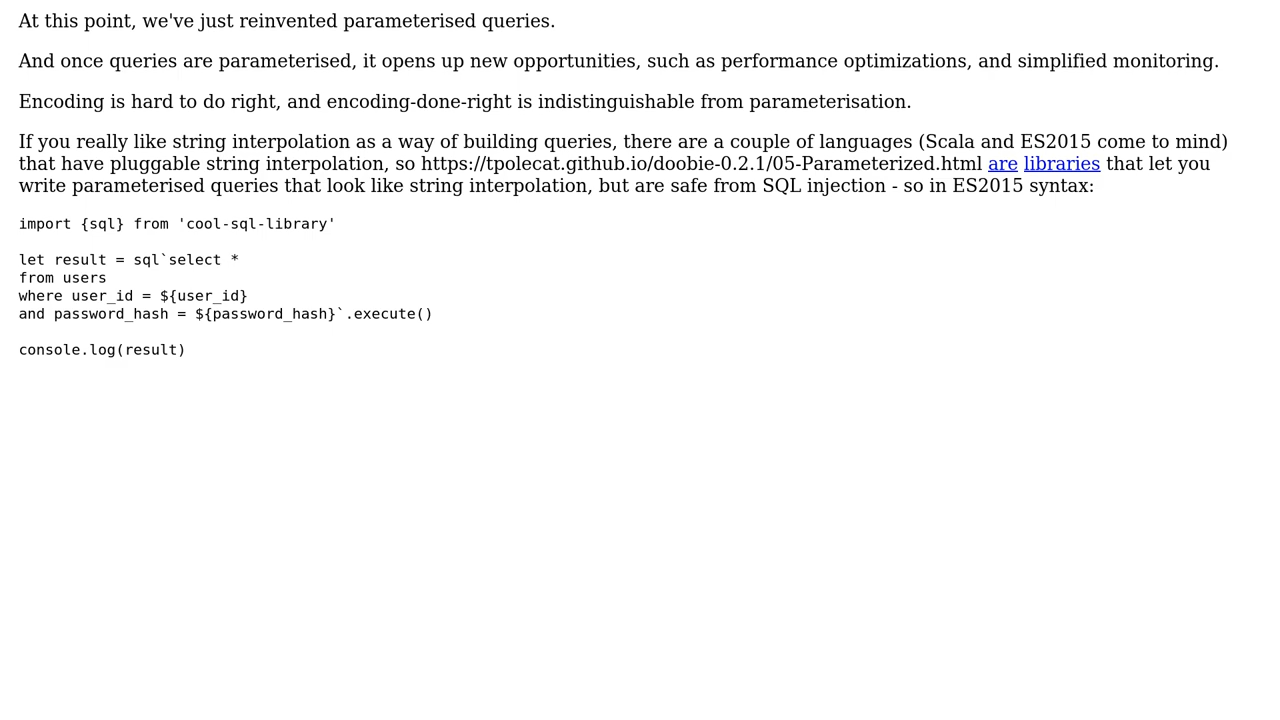 At this point, we've just reinvented parameterised queries.
And once queries are parameterised, it opens up new opportunities, such as performance optimizations, and simplified monitoring.
Encoding is hard to do right, and encoding-done-right is indistinguishable from parameterisation.
If you really like string interpolation as a way of building queries, there are a couple of languages (Scala and ES2015 come to mind)
that have pluggable string interpolation, so https://tpolecat.github.io/doobie-0.2.1/05-Parameterized.html are libraries that let you
write parameterised queries that look like string interpolation, but are safe from SQL injection - so in ES2015 syntax:
import {sql} from 'cool-sql-library'
let result = sql`select *
from users
where user_id = ${user_id}
and password_hash = ${password_hash}`.execute()
console.log(result)